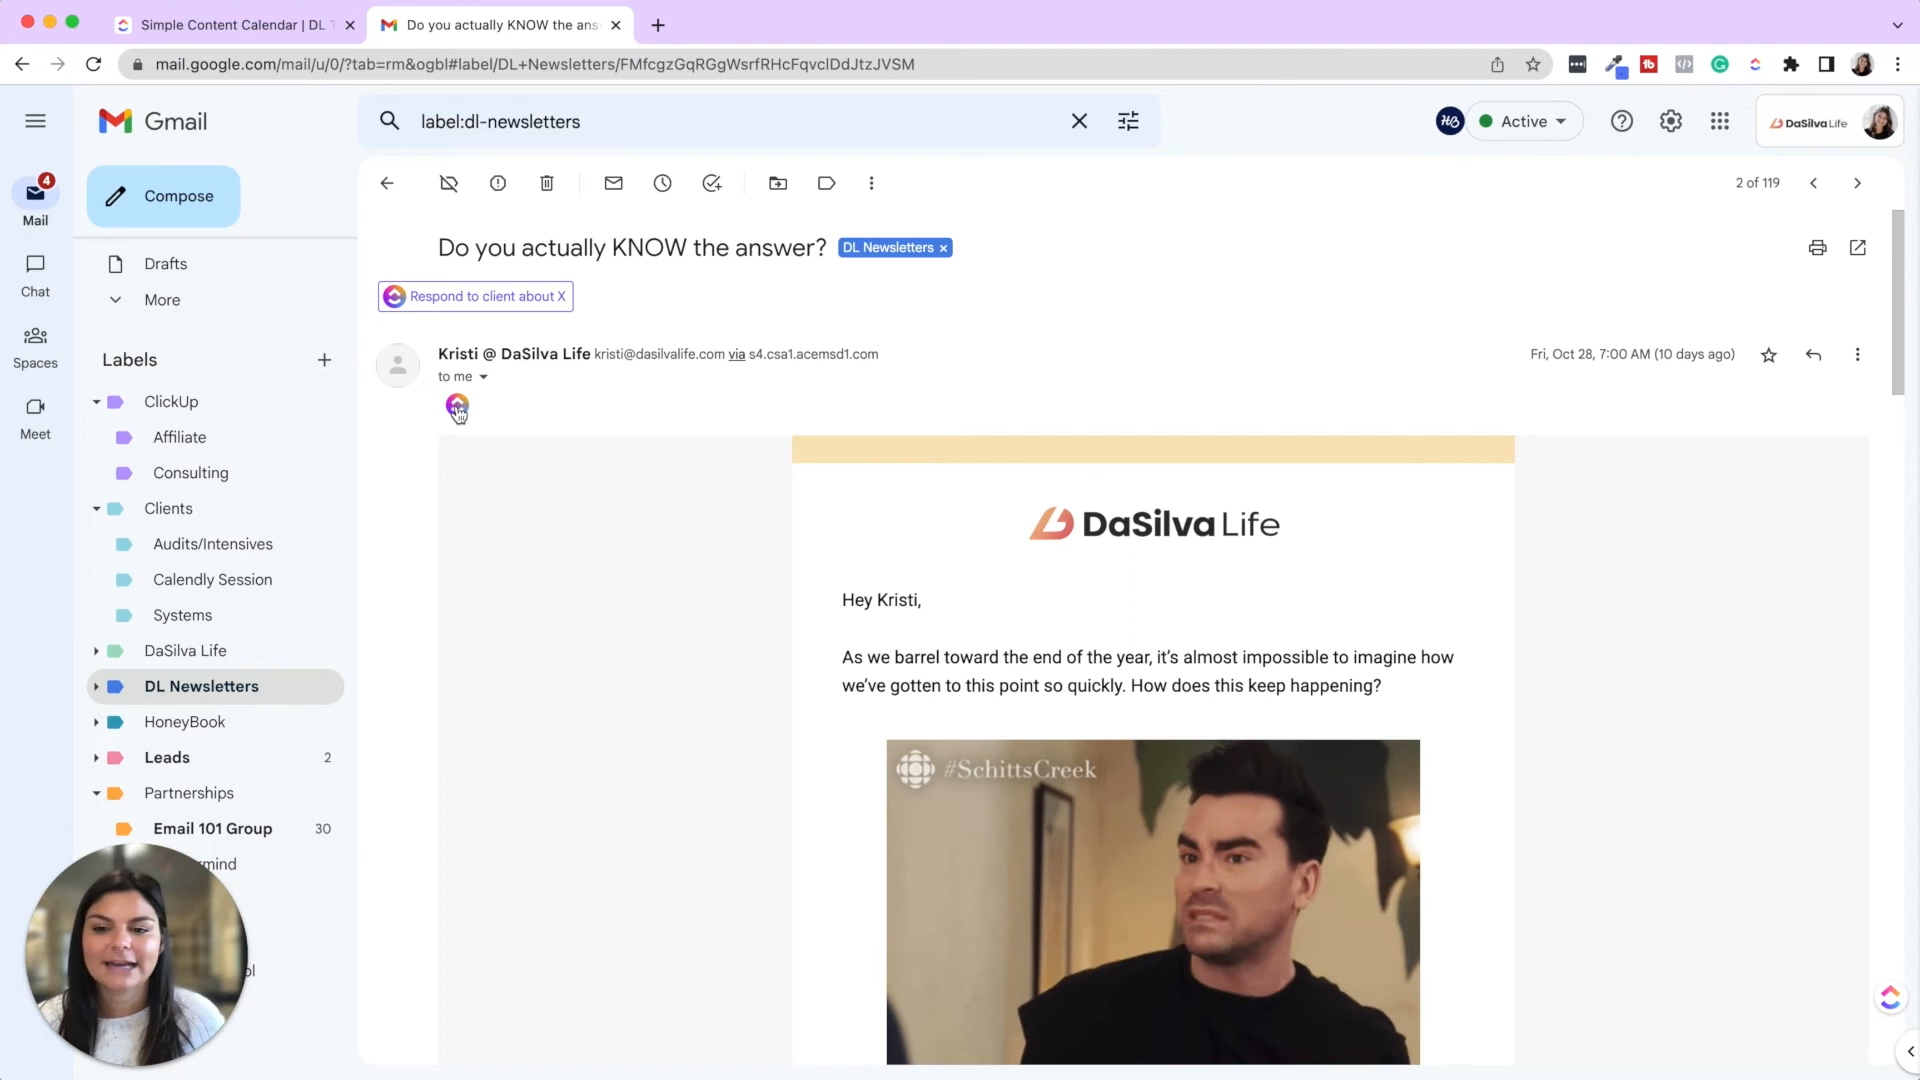 Simple Content Calendar | DL T
Do you actually KNOW the ans
mail.google.com/mail/u/0/?tab=rm&ogbl#label/DL+Newsletters/FMfcgzGqRGgWsrfRHcFqvclDdJtzJVSM
Gmail
label:dl-newsletters
Active
DaSilva Life
4
Mail
Chat
Spaces
Meet
Compose
Drafts
More
Labels
ClickUp
Affiliate
Consulting
Clients
Audits/Intensives
Calendly Session
Systems
DaSilva Life
DL Newsletters
HoneyBook
Leads 2
Partnerships
Email 101 Group 30
rmind
ol
2 of 119
Do you actually KNOW the answer? DL Newsletters ×
Respond to client about X
Kristi @ DaSilva Life kristi@dasilvalife.com via s4.csa1.acemsd1.com
Fri, Oct 28, 7:00 AM (10 days ago)
to me
DaSilva Life
Hey Kristi,
As we barrel toward the end of the year, it’s almost impossible to imagine how
we’ve gotten to this point so quickly. How does this keep happening?
#SchittsCreek